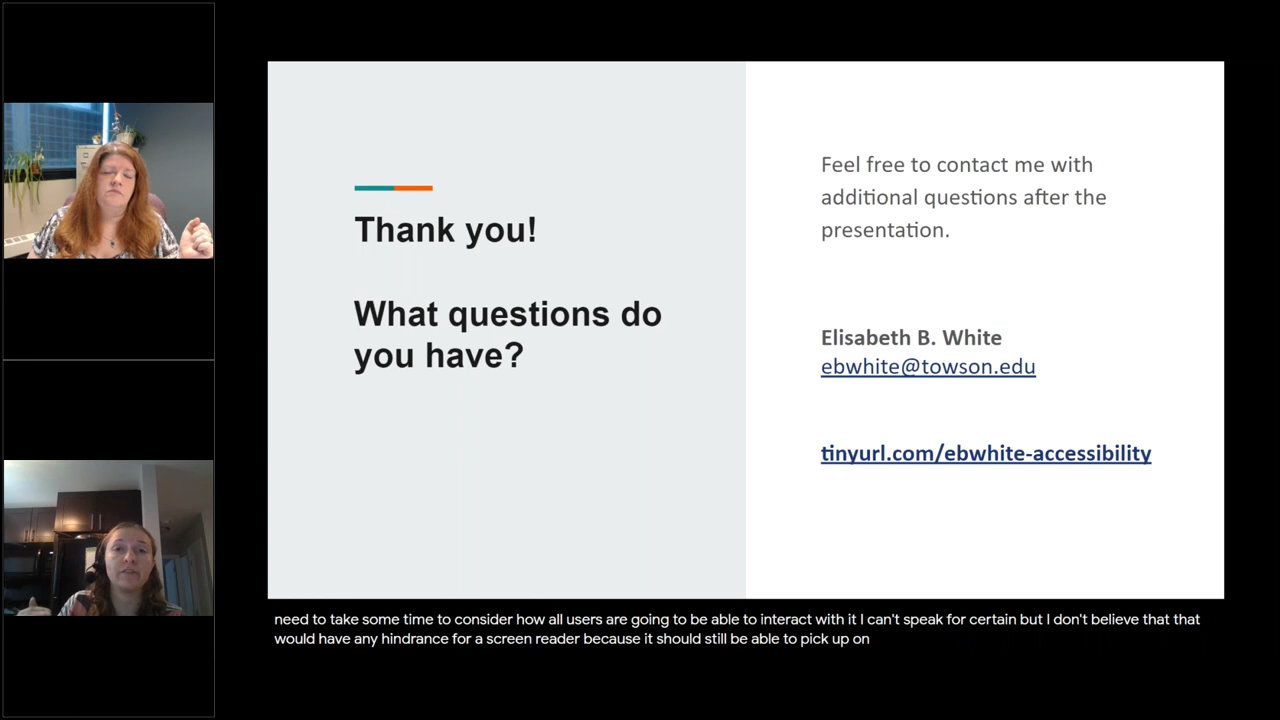 Thank you!
What questions do
you have?
Feel free to contact me with
additional questions after the
presentation.
Elisabeth B. White
ebwhite@towson.edu
tinyurl.com/ebwhite-accessibility
need to take some time to consider how all users are going to be able to interact with it I can't speak for certain but I don't believe that that
would have any hindrance for a screen reader because it should still be able to pick up on